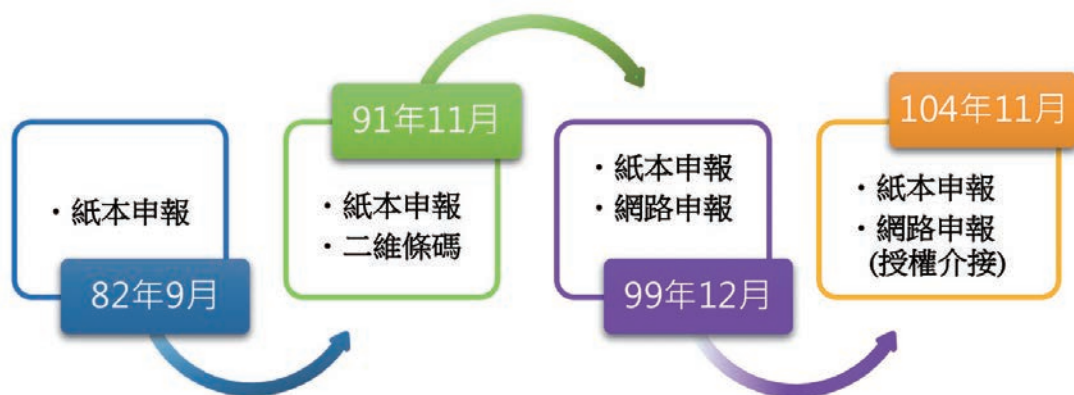 82年9月
・紙本申報
91年11月
・紙本申報
・二維條碼
99年12月
・紙本申報
・網路申報
104年11月
・紙本申報
・網路申報
(授權介接)